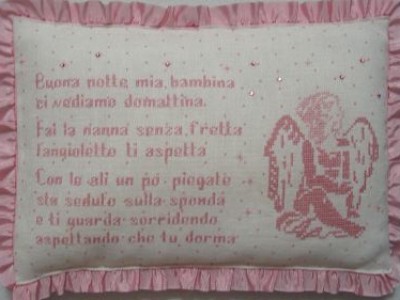 Buona notte mia bambina
ci vediamo domattina.
Fai la nanna senza fretta
l'angioletto ti aspetta
Con le ali un po' piegate
sta seduto sulla sponda
e ti guarda sorridendo
aspettando che tu dorma